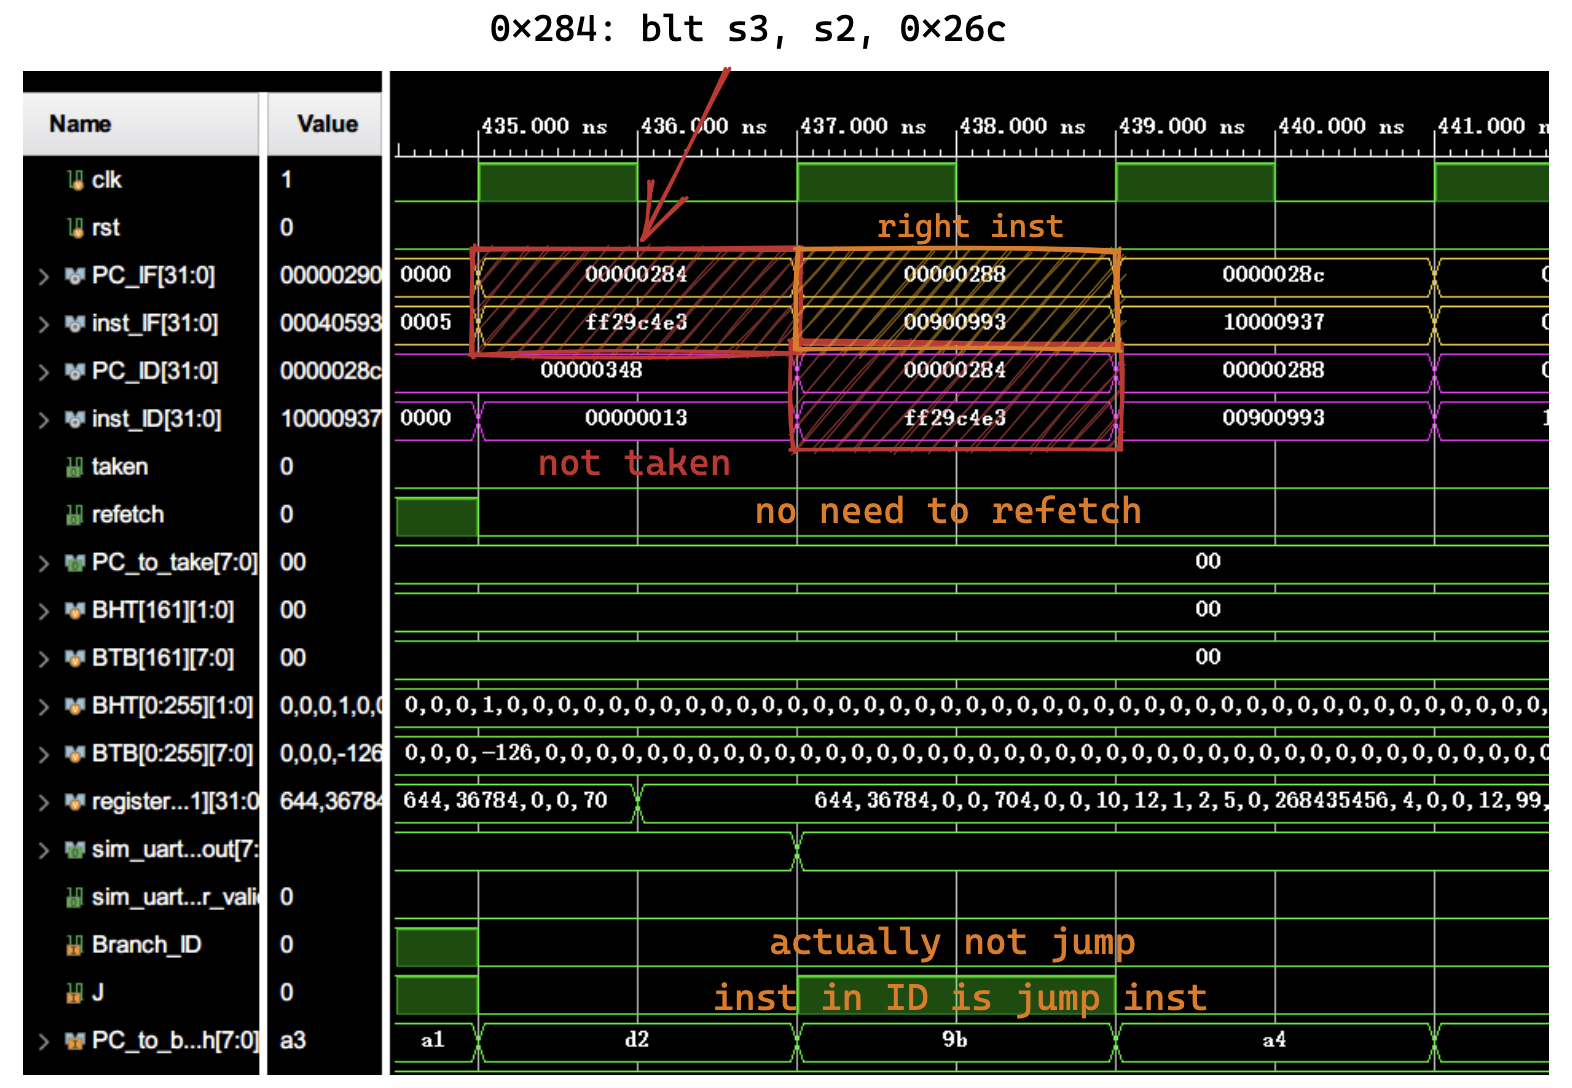 0×284: blt s3, s2, 0×26c
Name Value
435.000 ns 436.000 ns 437.000 ns 438.000 ns 439.000 ns 440.000 ns 441.000 n
clk 1
rst 0
right inst
PC_IF[31:0] 00000290 0000 00000284 00000288 0000028c
inst_IF[31:0] 00040593 0005 ff29c4e3 00900993 10000937
PC_ID[31:0] 0000028c 00000348 00000284 00000288
inst_ID[31:0] 10000937 0000 00000013 ff29c4e3 00900993 1
taken 0
not taken
refetch 0
no need to refetch
PC_to_take[7:0] 00 00
BHT[161][1:0] 00 00
BTB[161][7:0] 00 00
BHT[0:255][1:0] 0,0,0,1,0,0 0,0,0,1,0,0,0,0,0,0,0,0,0,0,0,0,0,0,0,0,0,0,0,0,0,0,0,0,0,0,0,0,0,0,0,0,0,0,0,0,
BTB[0:255][7:0] 0,0,0,-126 0,0,0,-126,0,0,0,0,0,0,0,0,0,0,0,0,0,0,0,0,0,0,0,0,0,0,0,0,0,0,0,0,0,0,0,0,0,0,0,0
register...1][31:0 644,36784 644,36784,0,0,70 644,36784,0,0,704,0,0,10,12,1,2,5,0,268435456,4,0,0,12,99,
sim_uart...out[7:
sim_uart...r_vali 0
Branch_ID 0
actually not jump
J 0
inst in ID is jump inst
PC_to_b...h[7:0] a3 a1 d2 9b a4